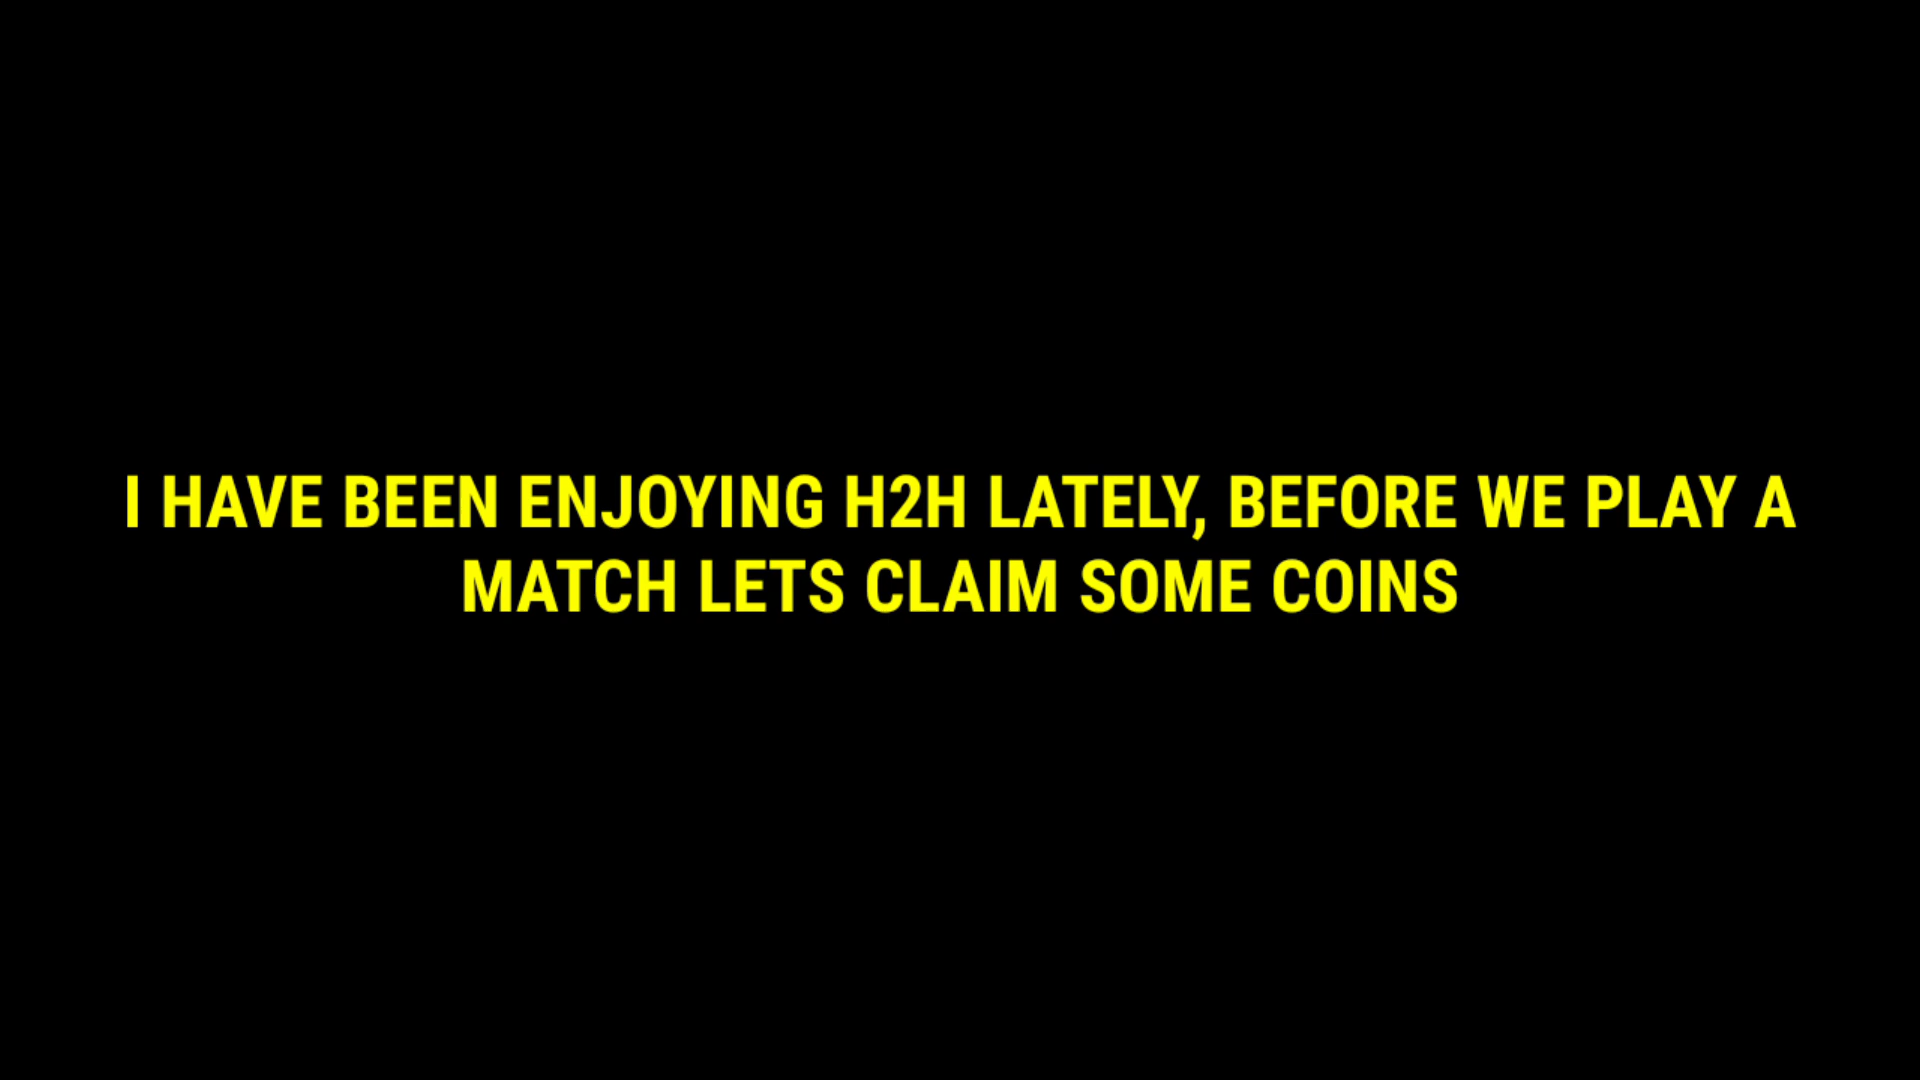 I HAVE BEEN ENJOYING H2H LATELY, BEFORE WE PLAY A
MATCH LETS CLAIM SOME COINS